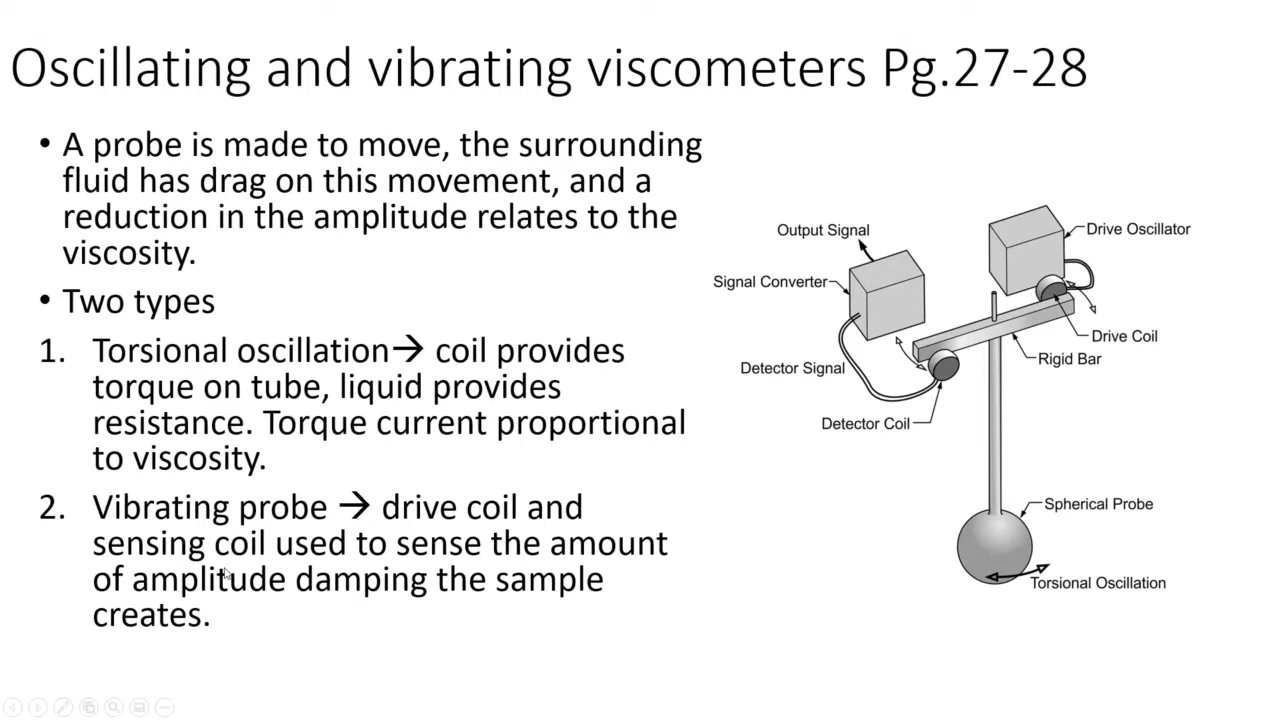 Oscillating and vibrating viscometers Pg.27-28
• A probe is made to move, the surrounding
fluid has drag on this movement, and a
reduction in the amplitude relates to the
viscosity.
• Two types
1. Torsional oscillation→ coil provides
torque on tube, liquid provides
resistance. Torque current proportional
to viscosity.
2. Vibrating probe → drive coil and
sensing coil used to sense the amount
of amplitude damping the sample
creates.
Output Signal
Drive Oscillator
Signal Converter
Drive Coil
Rigid Bar
Detector Signal
Detector Coil
Spherical Probe
Torsional Oscillation